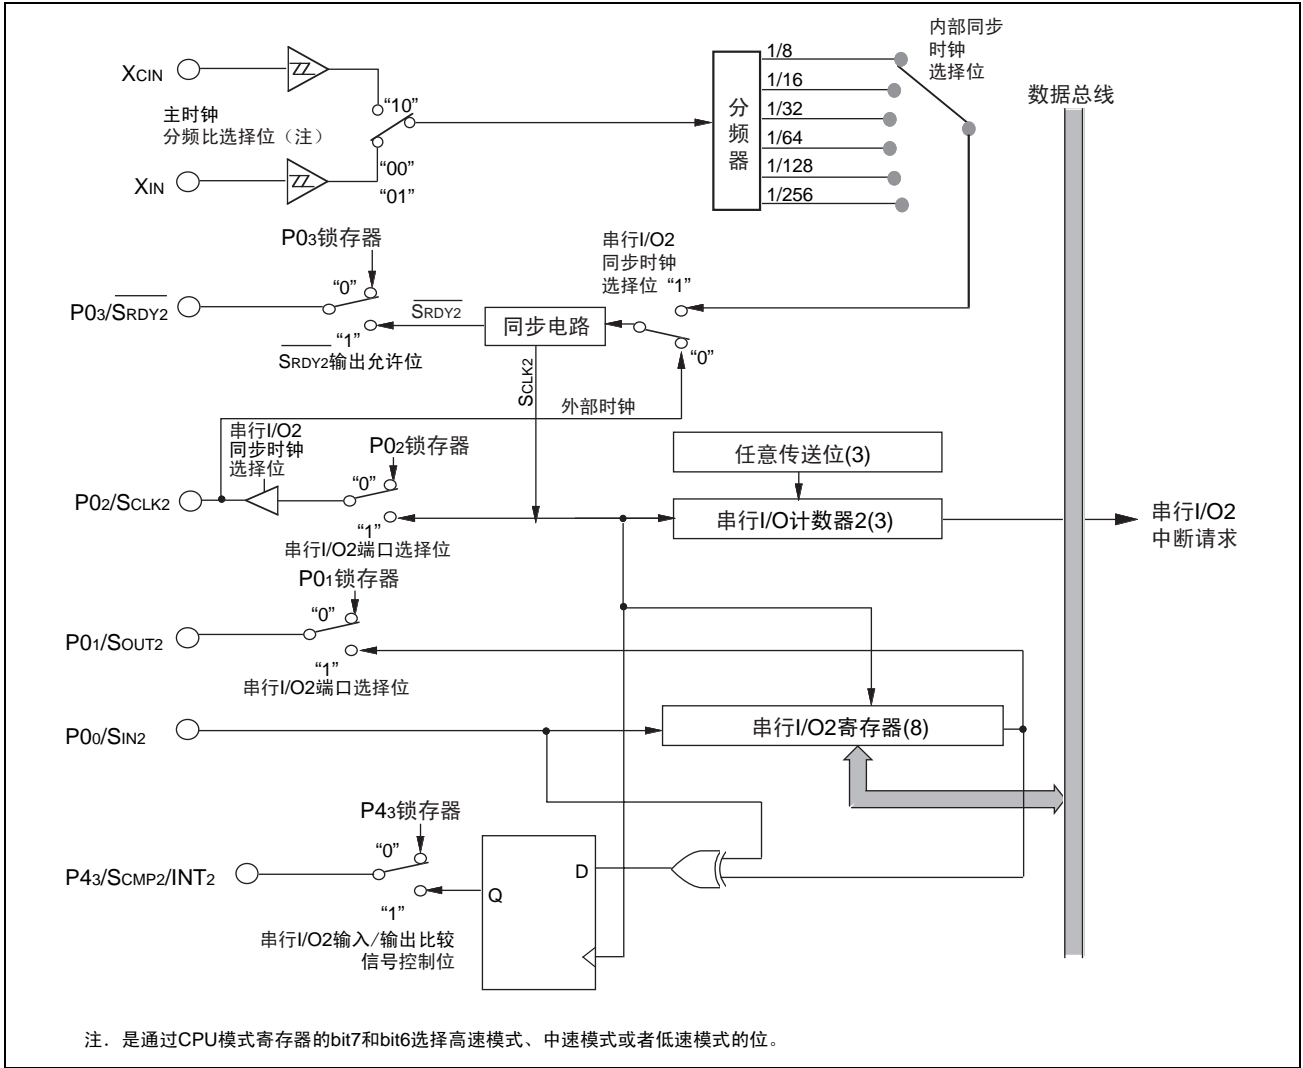 XCIN
主时钟
分频比选择位（注）
XIN
“10”
“00”
“01”
分
频
器
1/8
1/16
1/32
1/64
1/128
1/256
内部同步
时钟
选择位
数据总线
P03锁存器
“0”
P03/SRDY2
“1”
SRDY2输出允许位
SRDY2
同步电路
串行I/O2
同步时钟
选择位 “1”
“0”
SCLK2
外部时钟
串行I/O2
同步时钟
选择位
P02锁存器
“0”
P02/SCLK2
“1”
串行I/O2端口选择位
任意传送位(3)
串行I/O计数器2(3)
串行I/O2
中断请求
P01锁存器
“0”
P01/SOUT2
“1”
串行I/O2端口选择位
P00/SIN2
串行I/O2寄存器(8)
P43锁存器
“0”
P43/SCMP2/INT2
“1”
串行I/O2输入/输出比较
信号控制位
D
Q
注．是通过CPU模式寄存器的bit7和bit6选择高速模式、中速模式或者低速模式的位。